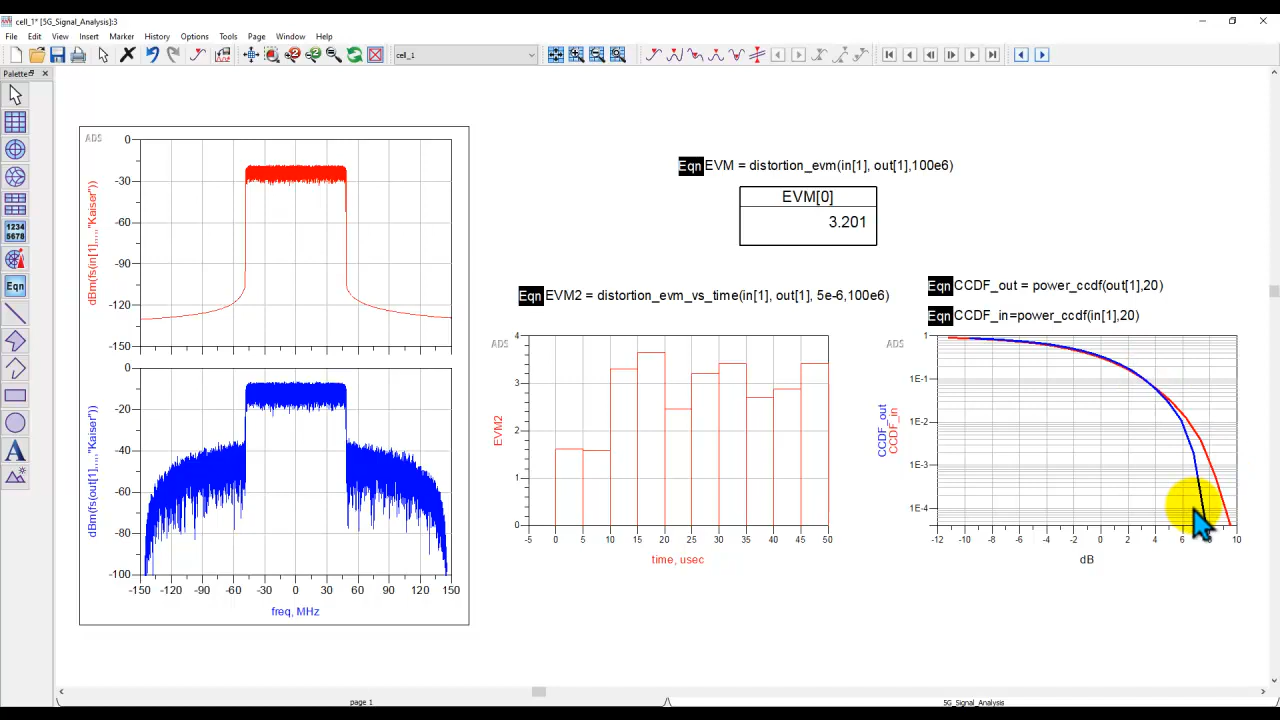 cell_1* [5G_Signal_Analysis]:3
File Edit View Insert Marker History Options Tools Page Window Help
cell_1
Palette
1234
5678
Eqn
A
ADS
0
-30
-60
-90
-120
-150
dBm(fs(in[1],,,,,"Kaiser"))
0
-20
-40
-60
-80
-100
dBm(fs(out[1],,,,,"Kaiser"))
-150 -120 -90 -60 -30 0 30 60 90 120 150
freq, MHz
Eqn EVM = distortion_evm(in[1], out[1],100e6)
EVM[0]
3.201
Eqn EVM2 = distortion_evm_vs_time(in[1], out[1], 5e-6,100e6)
ADS
4
3
2
1
0
EVM2
-5 0 5 10 15 20 25 30 35 40 45 50
time, usec
Eqn CCDF_out = power_ccdf(out[1],20)
Eqn CCDF_in=power_ccdf(in[1],20)
ADS
1
1E-1
1E-2
1E-3
1E-4
CCDF_out
CCDF_in
-12 -10 -8 -6 -4 -2 0 2 4 6 8 10
dB
page 1
5G_Signal_Analysis